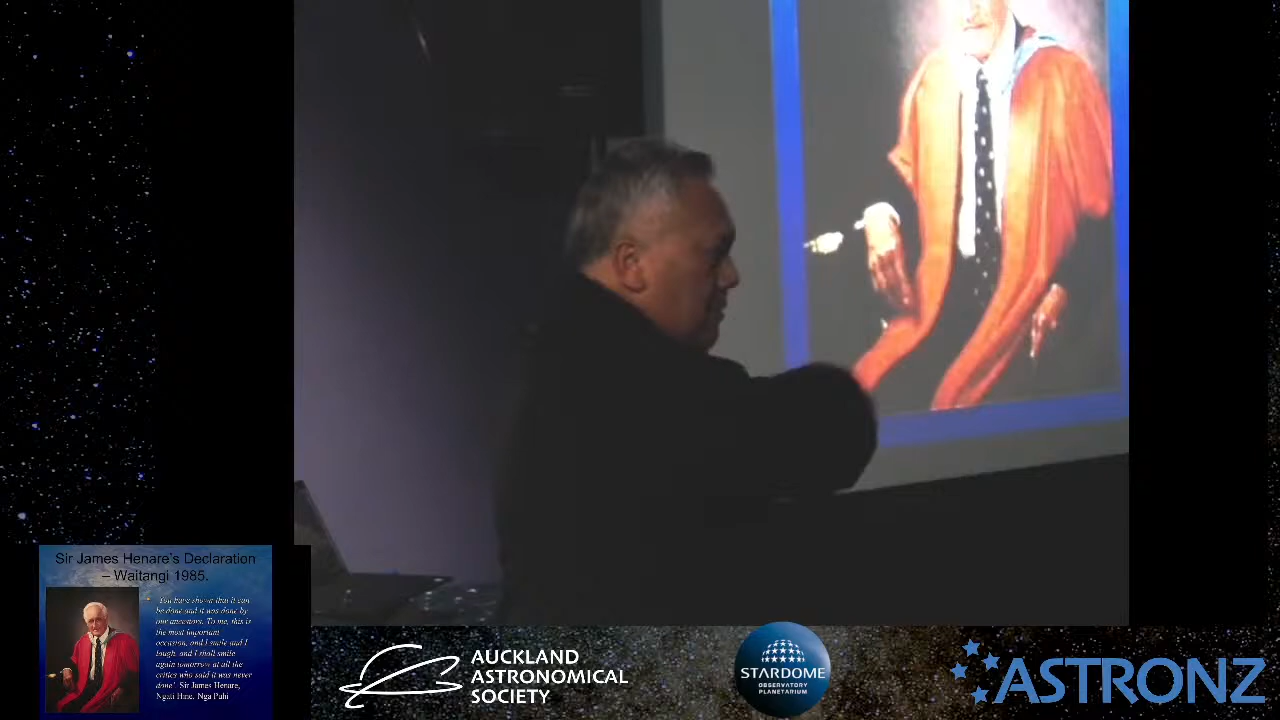 Sir James Henare's Declaration
– Waitangi 1985.
"You have shown that it can
be done and it was done by
our ancestors. To me, this is
the most important
occasion, and I smile and I
laugh, and I shall smile
again tomorrow at all the
critics who said it was never
done" Sir James Henare,
Ngati Hine, Nga Puhi
AUCKLAND
ASTRONOMICAL
SOCIETY
STARDOME
OBSERVATORY
PLANETARIUM
ASTRONZ